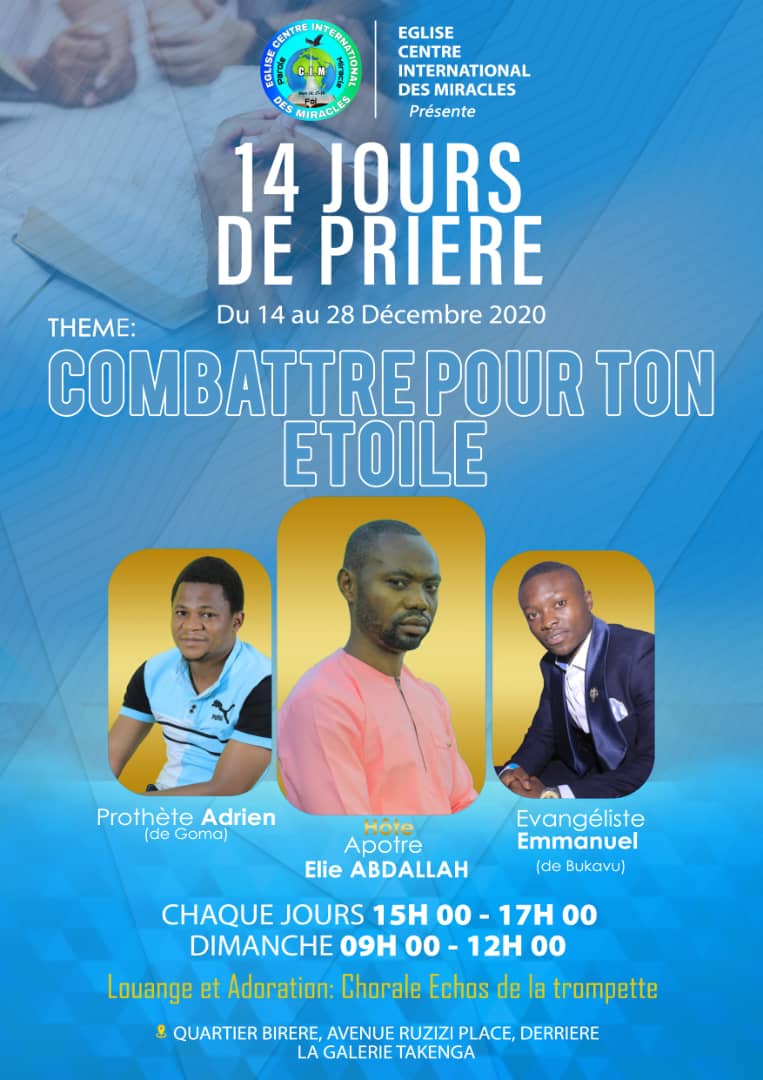 EGLISE CENTRE INTERNATIONAL
DES MIRACLES
Parole
Miracle
C.I.M
Foi
EGLISE
CENTRE
INTERNATIONAL
DES MIRACLES
Présente
14 JOURS
DE PRIERE
Du 14 au 28 Décembre 2020
THEME:
COMBATTRE POUR TON
ETOILE
PUMA
Prothète Adrien
(de Goma)
Hôte
Apotre
Elie ABDALLAH
Evangéliste
Emmanuel
(de Bukavu)
CHAQUE JOURS 15H 00 - 17H 00
DIMANCHE 09H 00 - 12H 00
Louange et Adoration: Chorale Echos de la trompette
QUARTIER BIRERE, AVENUE RUZIZI PLACE, DERRIERE
LA GALERIE TAKENGA